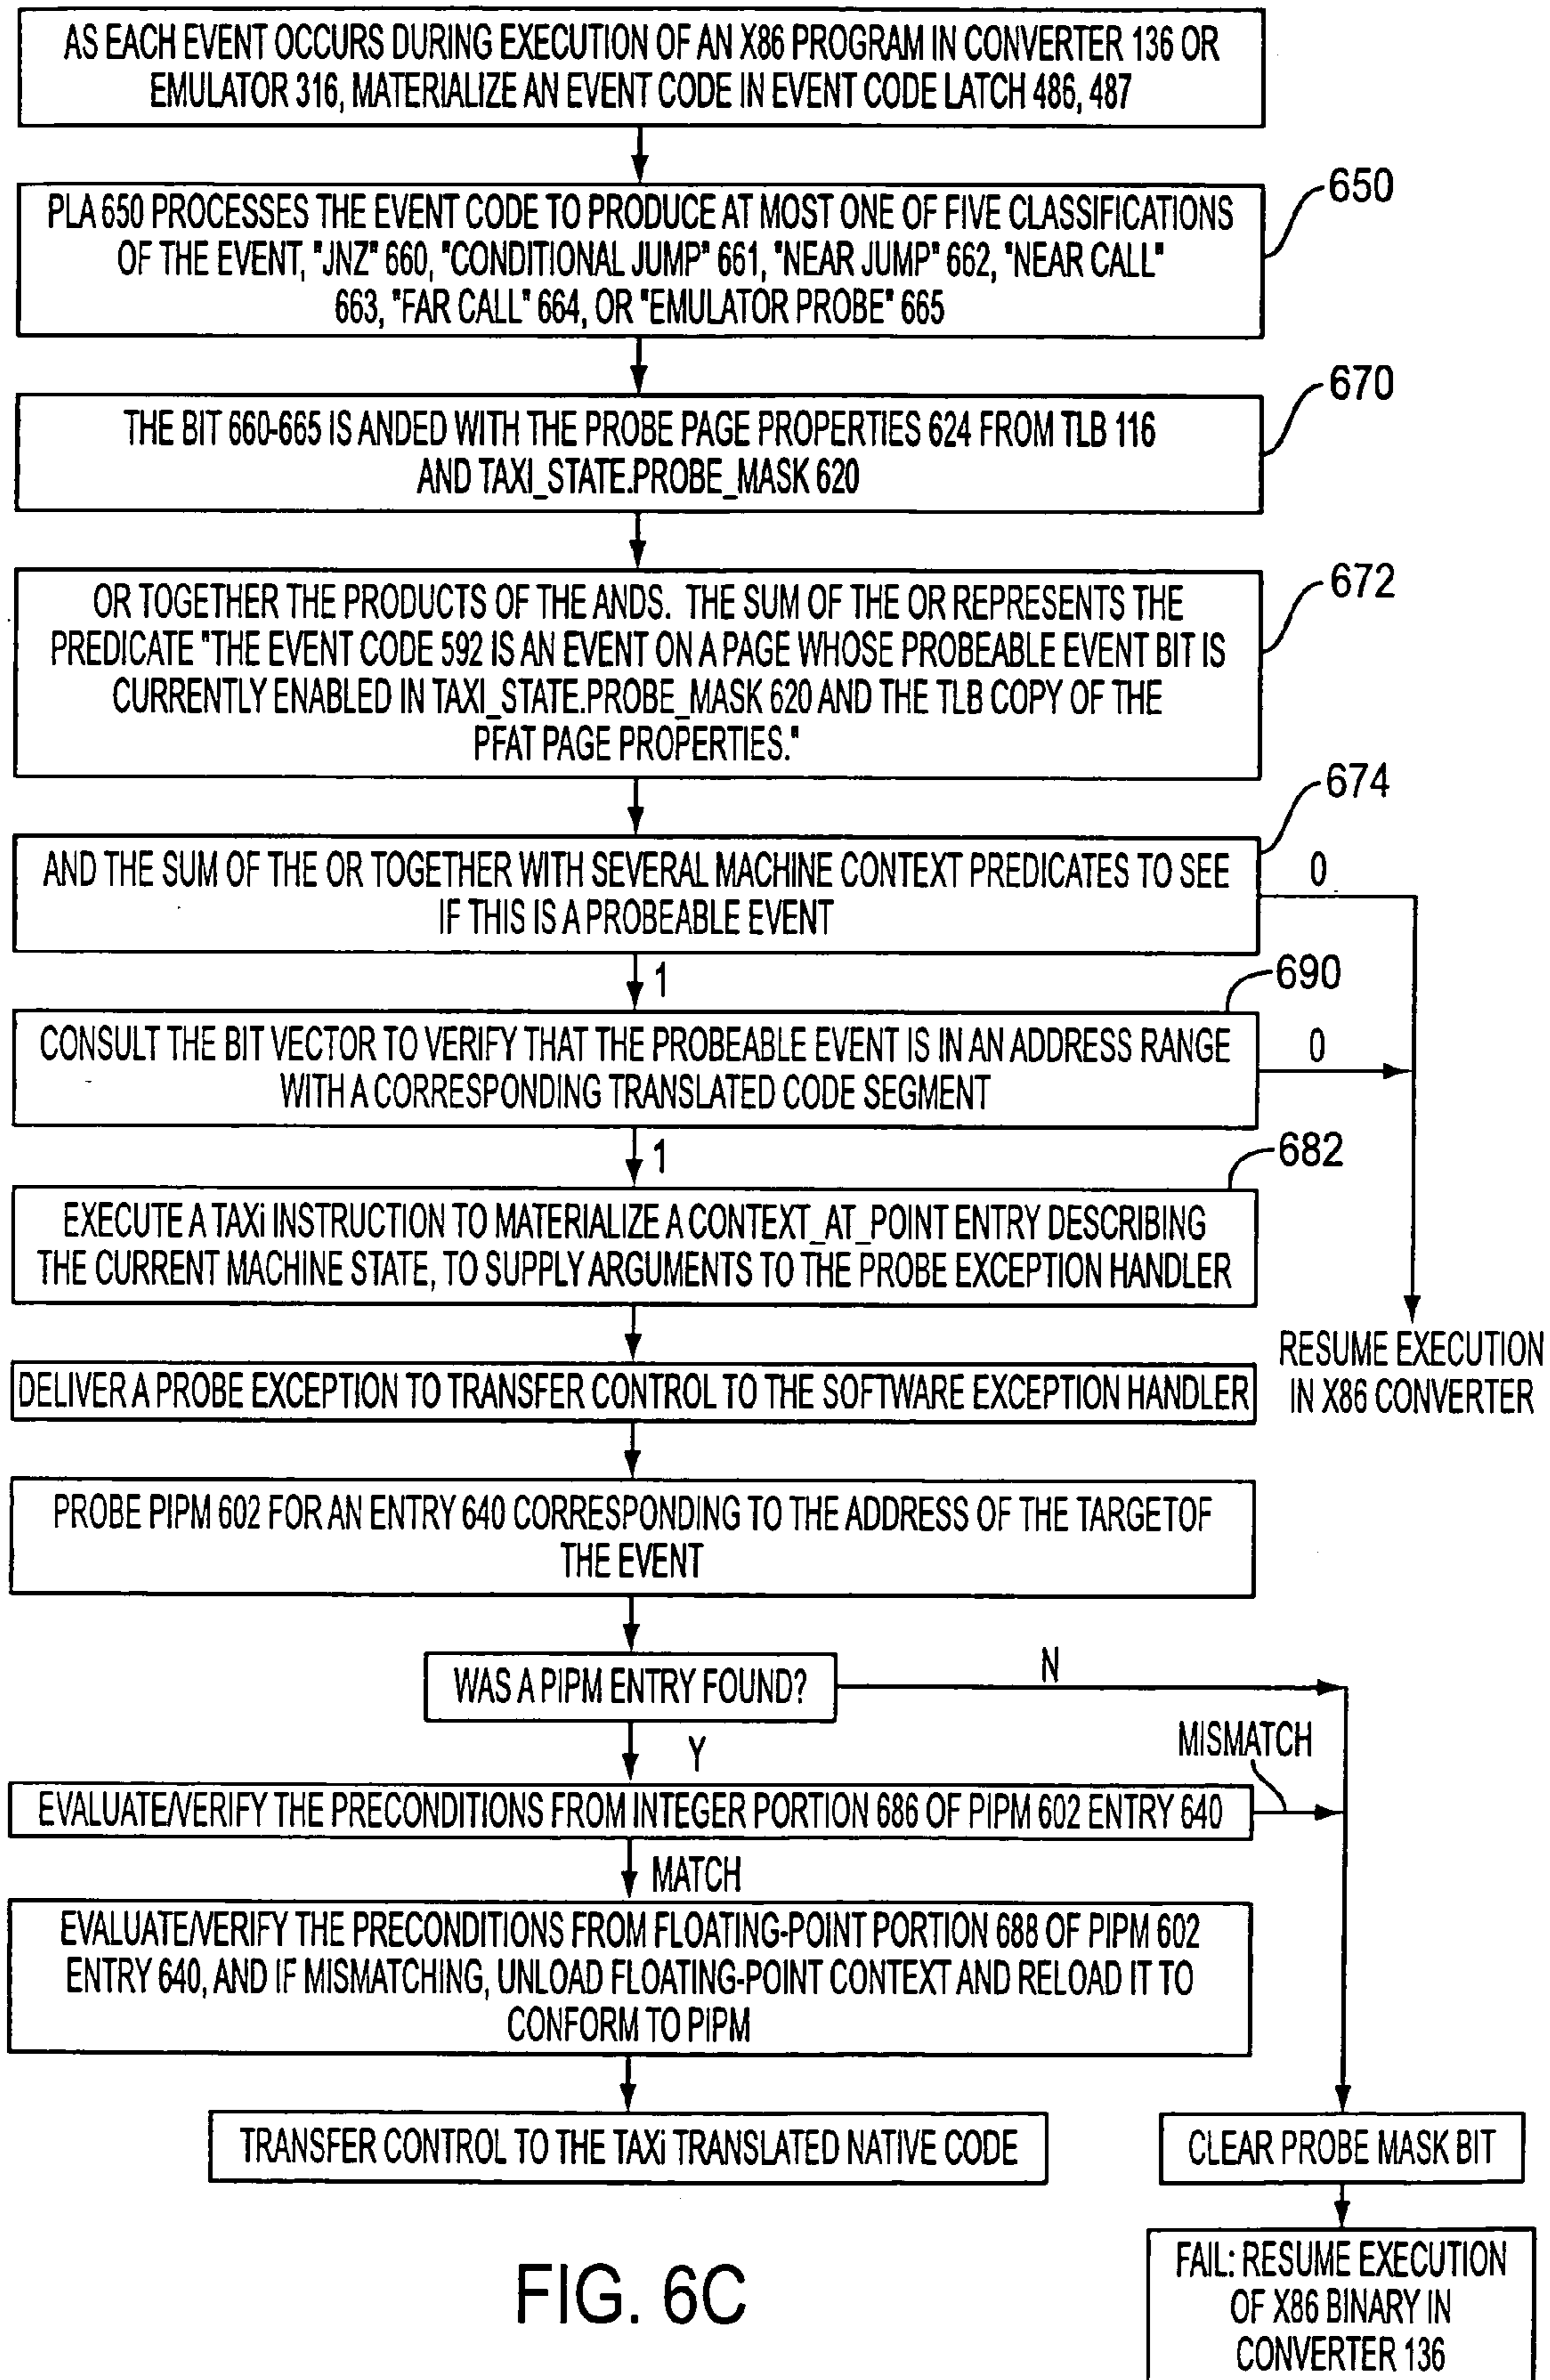 AS EACH EVENT OCCURS DURING EXECUTION OF AN X86 PROGRAM IN CONVERTER 136 OR
EMULATOR 316, MATERIALIZE AN EVENT CODE IN EVENT CODE LATCH 486, 487
650
PLA 650 PROCESSES THE EVENT CODE TO PRODUCE AT MOST ONE OF FIVE CLASSIFICATIONS
OF THE EVENT, "JNZ" 660, "CONDITIONAL JUMP" 661, "NEAR JUMP" 662, "NEAR CALL"
663, "FAR CALL" 664, OR "EMULATOR PROBE" 665
670
THE BIT 660-665 IS ANDED WITH THE PROBE PAGE PROPERTIES 624 FROM TLB 116
AND TAXI_STATE.PROBE_MASK 620
672
OR TOGETHER THE PRODUCTS OF THE ANDS. THE SUM OF THE OR REPRESENTS THE
PREDICATE "THE EVENT CODE 592 IS AN EVENT ON A PAGE WHOSE PROBEABLE EVENT BIT IS
CURRENTLY ENABLED IN TAXI_STATE.PROBE_MASK 620 AND THE TLB COPY OF THE
PFAT PAGE PROPERTIES."
674
AND THE SUM OF THE OR TOGETHER WITH SEVERAL MACHINE CONTEXT PREDICATES TO SEE
IF THIS IS A PROBEABLE EVENT
0
1
690
CONSULT THE BIT VECTOR TO VERIFY THAT THE PROBEABLE EVENT IS IN AN ADDRESS RANGE
WITH A CORRESPONDING TRANSLATED CODE SEGMENT
0
1
682
EXECUTE A TAXi INSTRUCTION TO MATERIALIZE A CONTEXT_AT_POINT ENTRY DESCRIBING
THE CURRENT MACHINE STATE, TO SUPPLY ARGUMENTS TO THE PROBE EXCEPTION HANDLER
RESUME EXECUTION
IN X86 CONVERTER
DELIVER A PROBE EXCEPTION TO TRANSFER CONTROL TO THE SOFTWARE EXCEPTION HANDLER
PROBE PIPM 602 FOR AN ENTRY 640 CORRESPONDING TO THE ADDRESS OF THE TARGETOF
THE EVENT
WAS A PIPM ENTRY FOUND?
N
Y
MISMATCH
EVALUATE/VERIFY THE PRECONDITIONS FROM INTEGER PORTION 686 OF PIPM 602 ENTRY 640
MATCH
EVALUATE/VERIFY THE PRECONDITIONS FROM FLOATING-POINT PORTION 688 OF PIPM 602
ENTRY 640, AND IF MISMATCHING, UNLOAD FLOATING-POINT CONTEXT AND RELOAD IT TO
CONFORM TO PIPM
TRANSFER CONTROL TO THE TAXi TRANSLATED NATIVE CODE
CLEAR PROBE MASK BIT
FAIL: RESUME EXECUTION
OF X86 BINARY IN
CONVERTER 136
FIG. 6C